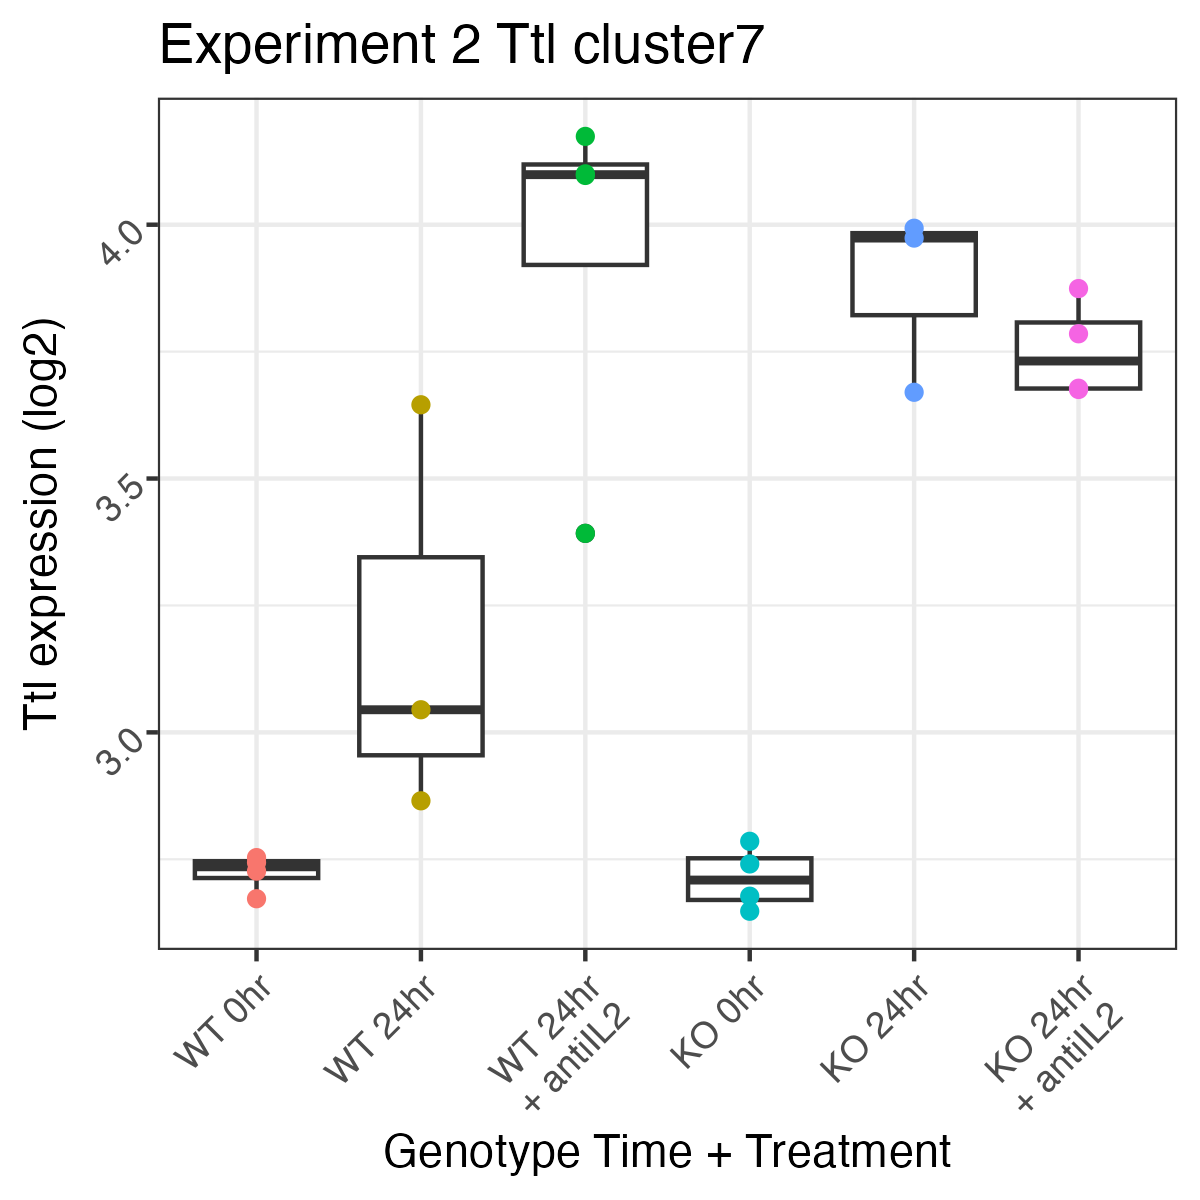 Experiment 2 Ttl cluster7
Ttl expression (log2)
4.0
3.5
3.0
WT 0hr
WT 24hr
WT 24hr
+ antiIL2
KO 0hr
KO 24hr
KO 24hr
+ antiIL2
Genotype Time + Treatment